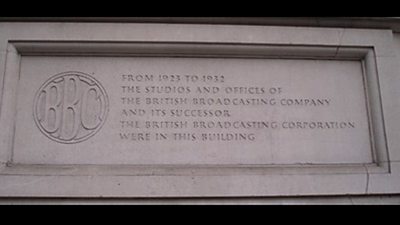 BBC
FROM 1923 TO 1932
THE STUDIOS AND OFFICES OF
THE BRITISH BROADCASTING COMPANY
AND ITS SUCCESSOR
THE BRITISH BROADCASTING CORPORATION
WERE IN THIS BUILDING